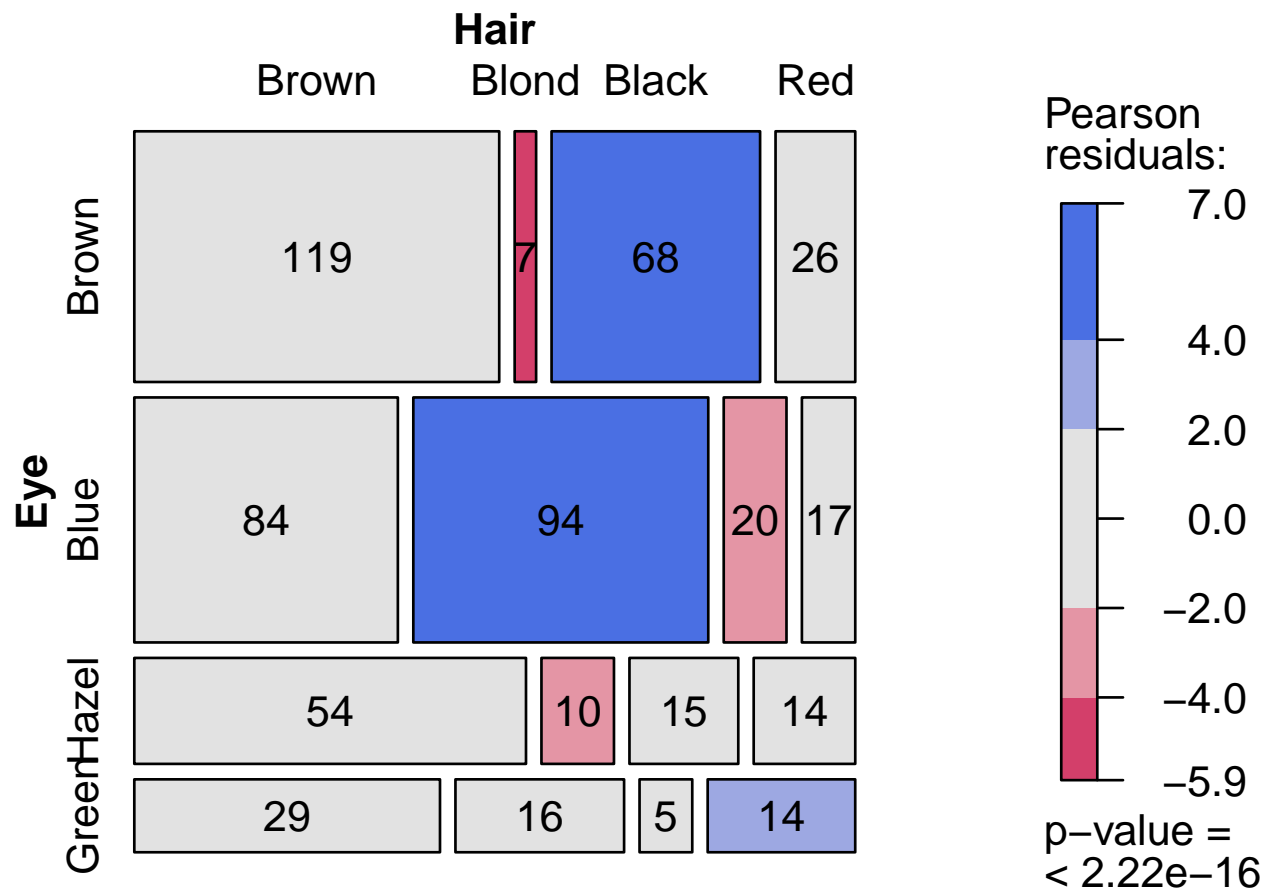 Hair
Brown Blond Black Red
Eye
Brown
119 7 68 26
Blue
84 94 20 17
Hazel
54 10 15 14
Green
29 16 5 14
Pearson
residuals:
7.0
4.0
2.0
0.0
−2.0
−4.0
−5.9
p−value =
< 2.22e−16